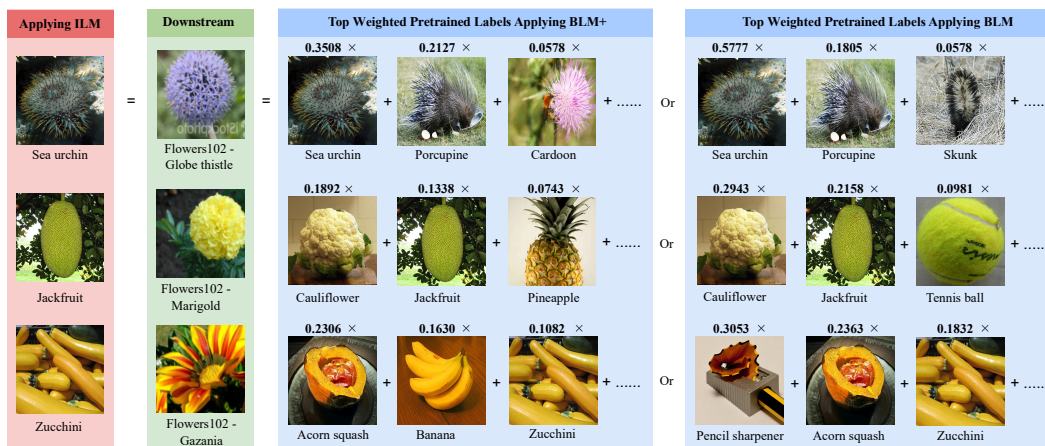 Applying ILM
Downstream
Top Weighted Pretrained Labels Applying BLM+
Top Weighted Pretrained Labels Applying BLM
0.3508 ×
0.2127 ×
0.0578 ×
0.5777 ×
0.1805 ×
0.0578 ×
= = + + + ...... Or + + + .....
Sea urchin
Flowers102 -
Globe thistle
Sea urchin
Porcupine
Cardoon
Sea urchin
Porcupine
Skunk
0.1892 ×
0.1338 ×
0.0743 ×
0.2943 ×
0.2158 ×
0.0981 ×
+ + + ...... Or + + + .....
Jackfruit
Flowers102 -
Marigold
Cauliflower
Jackfruit
Pineapple
Cauliflower
Jackfruit
Tennis ball
0.2306 ×
0.1630 ×
0.1082 ×
0.3053 ×
0.2363 ×
0.1832 ×
+ + + ...... Or + + + .....
Zucchini
Flowers102 -
Gazania
Acorn squash
Banana
Zucchini
Pencil sharpener
Acorn squash
Zucchini